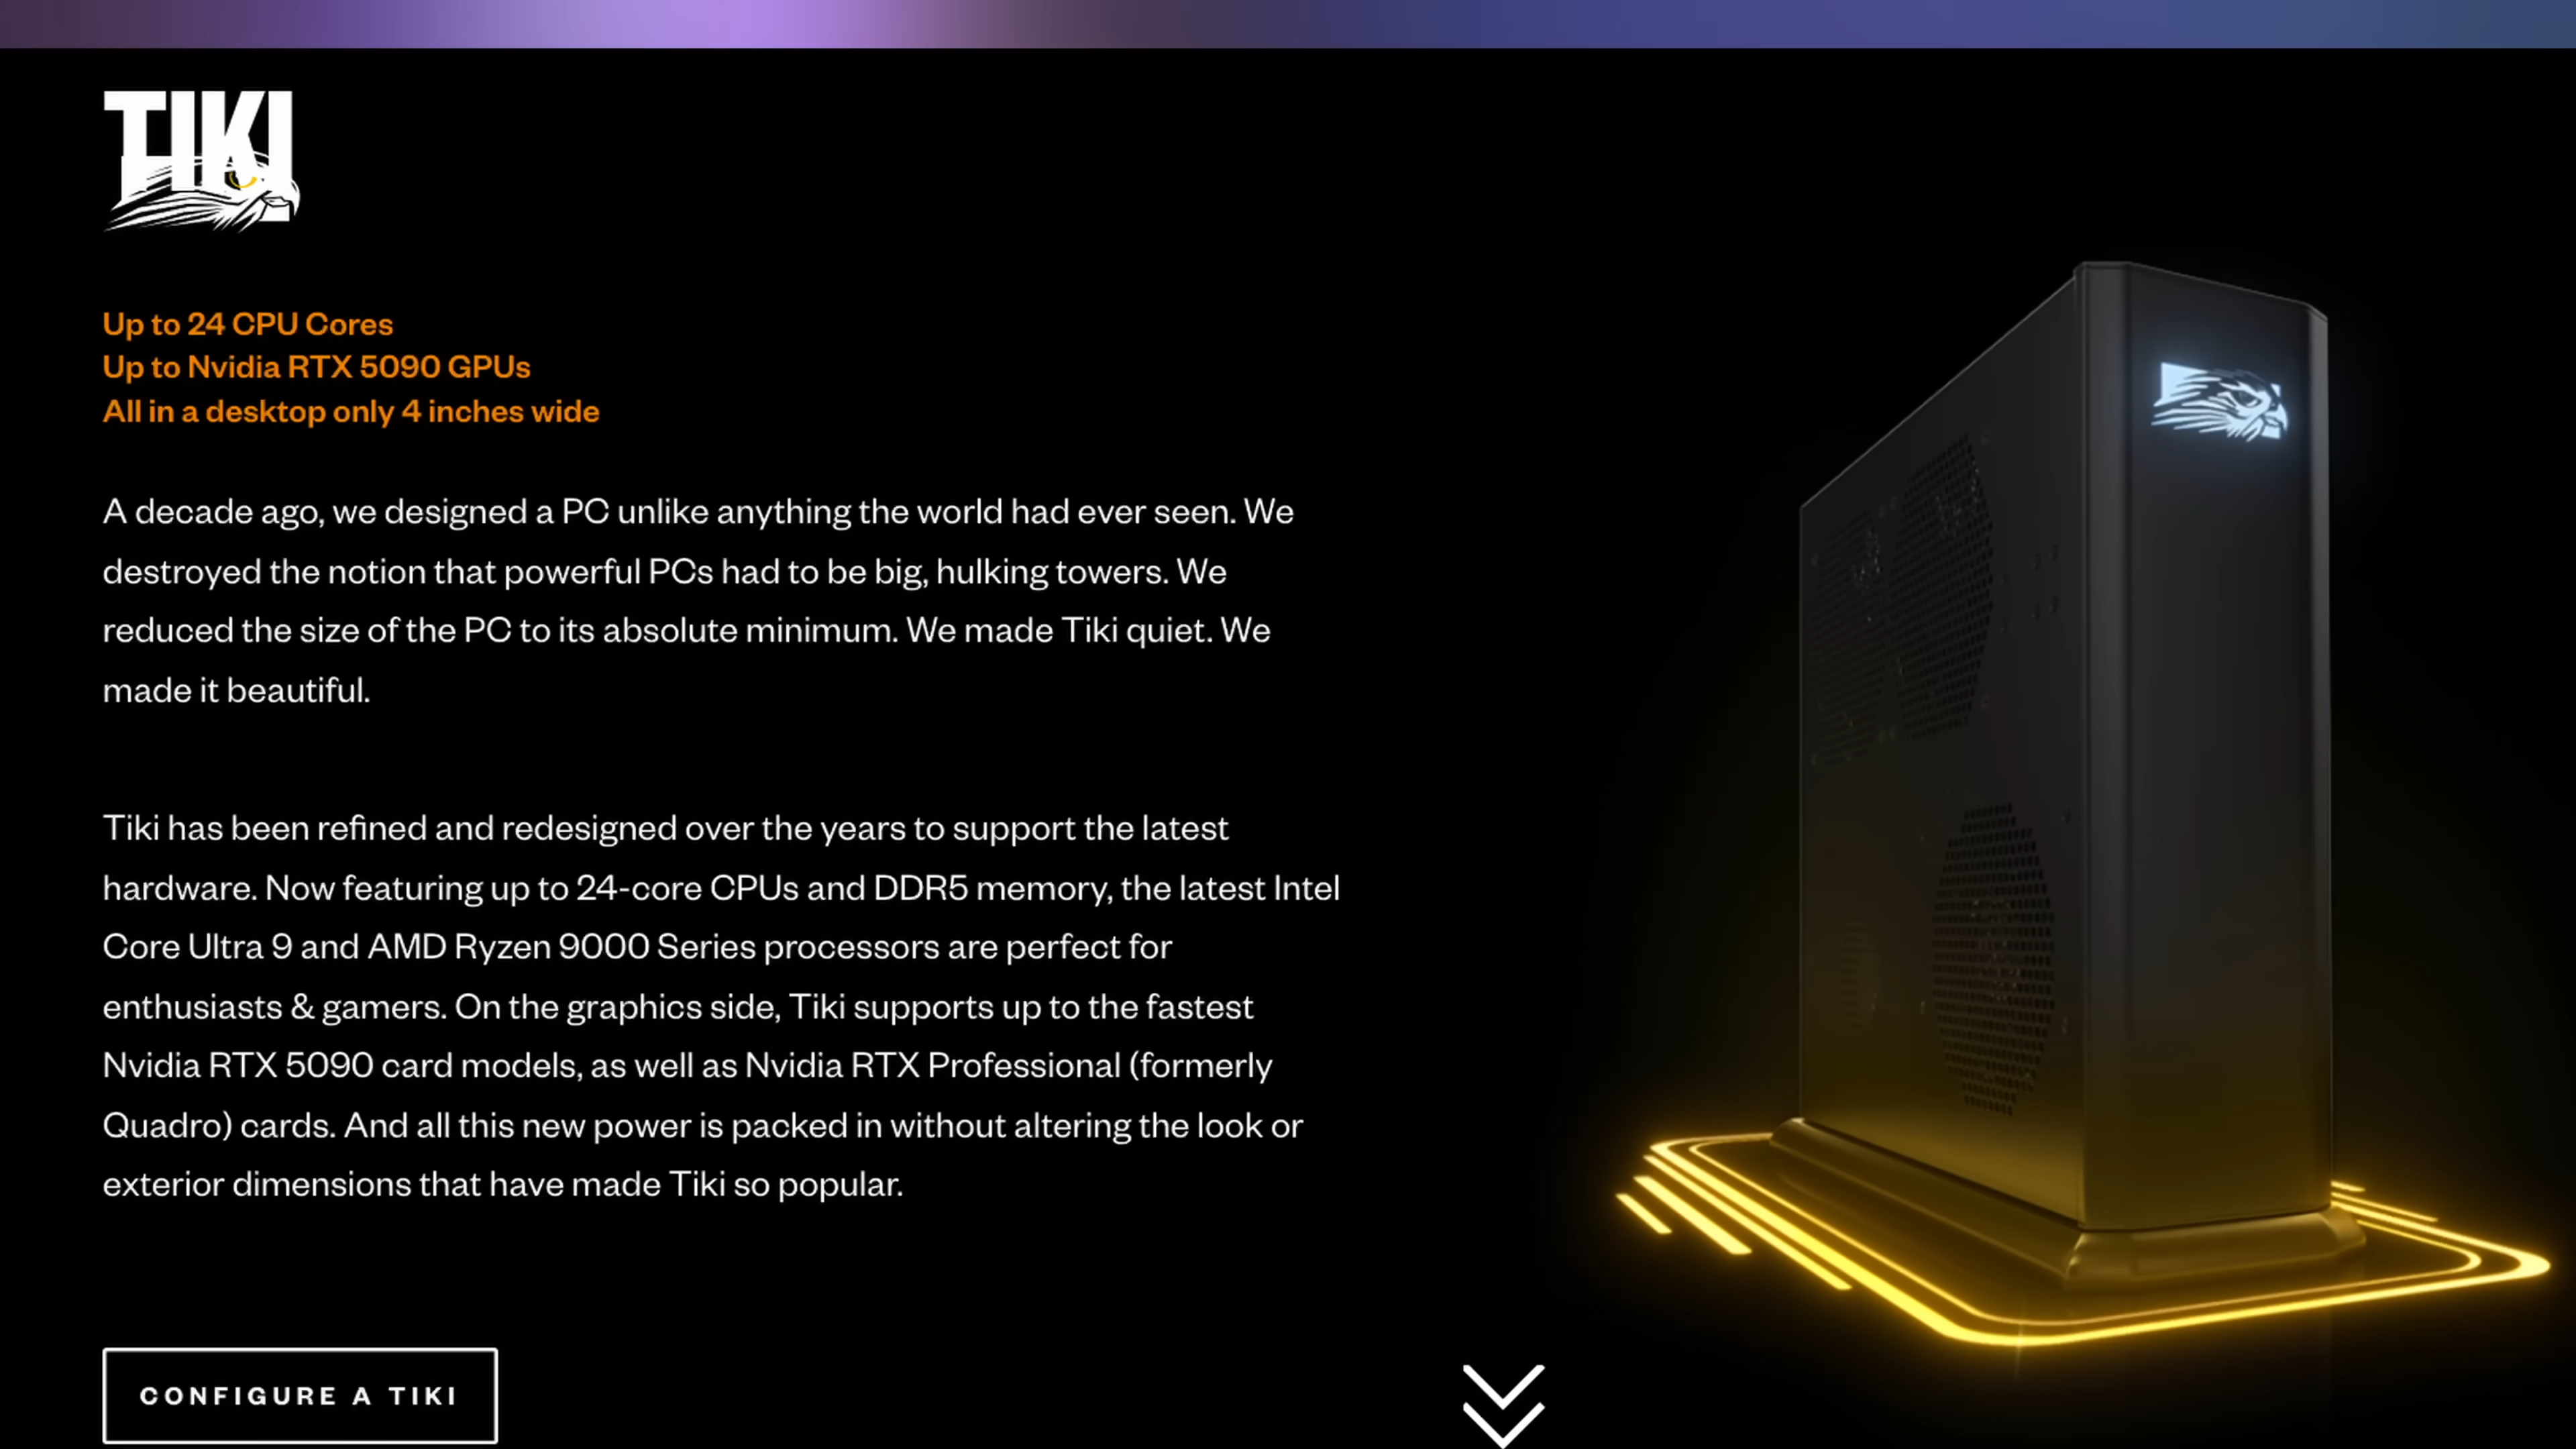 TIKI
Up to 24 CPU Cores
Up to Nvidia RTX 5090 GPUs
All in a desktop only 4 inches wide
A decade ago, we designed a PC unlike anything the world had ever seen. We
destroyed the notion that powerful PCs had to be big, hulking towers. We
reduced the size of the PC to its absolute minimum. We made Tiki quiet. We
made it beautiful.
Tiki has been refined and redesigned over the years to support the latest
hardware. Now featuring up to 24-core CPUs and DDR5 memory, the latest Intel
Core Ultra 9 and AMD Ryzen 9000 Series processors are perfect for
enthusiasts & gamers. On the graphics side, Tiki supports up to the fastest
Nvidia RTX 5090 card models, as well as Nvidia RTX Professional (formerly
Quadro) cards. And all this new power is packed in without altering the look or
exterior dimensions that have made Tiki so popular.
CONFIGURE A TIKI